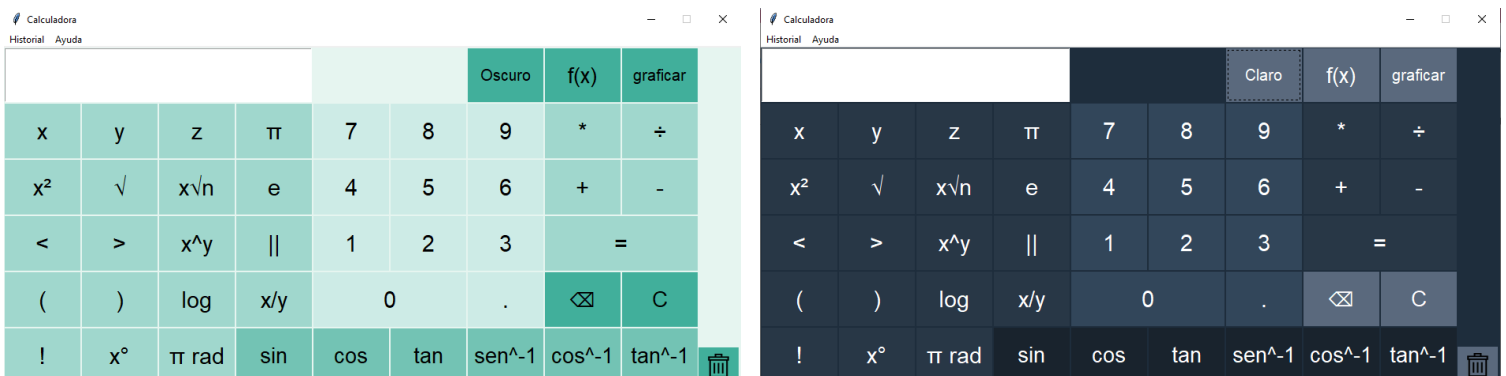 Calculadora
Historial Ayuda
Oscuro f(x) graficar
x y z π 7 8 9 * ÷
x² √ x√n e 4 5 6 + -
< > x^y || 1 2 3 =
( ) log x/y 0 . ⌫ C
! x° π rad sin cos tan sen^-1 cos^-1 tan^-1
Calculadora
Historial Ayuda
Claro f(x) graficar
x y z π 7 8 9 * ÷
x² √ x√n e 4 5 6 + -
< > x^y || 1 2 3 =
( ) log x/y 0 . ⌫ C
! x° π rad sin cos tan sen^-1 cos^-1 tan^-1